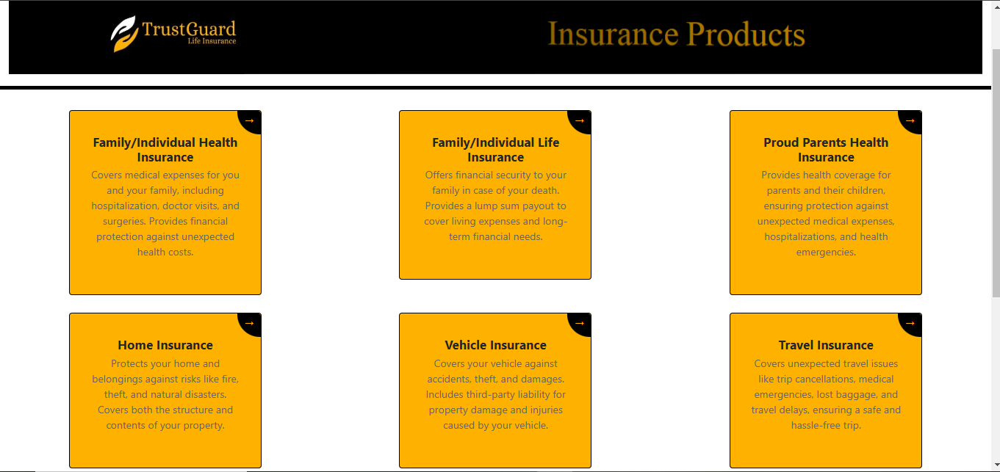 TrustGuard
Life Insurance
Insurance Products
→
Family/Individual Health
Insurance
Covers medical expenses for you
and your family, including
hospitalization, doctor visits, and
surgeries. Provides financial
protection against unexpected
health costs.
→
Family/Individual Life
Insurance
Offers financial security to your
family in case of your death.
Provides a lump sum payout to
cover living expenses and long-
term financial needs.
→
Proud Parents Health
Insurance
Provides health coverage for
parents and their children,
ensuring protection against
unexpected medical expenses,
hospitalizations, and health
emergencies.
→
Home Insurance
Protects your home and
belongings against risks like fire,
theft, and natural disasters.
Covers both the structure and
contents of your property.
→
Vehicle Insurance
Covers your vehicle against
accidents, theft, and damages.
Includes third-party liability for
property damage and injuries
caused by your vehicle.
→
Travel Insurance
Covers unexpected travel issues
like trip cancellations, medical
emergencies, lost baggage, and
travel delays, ensuring a safe and
hassle-free trip.